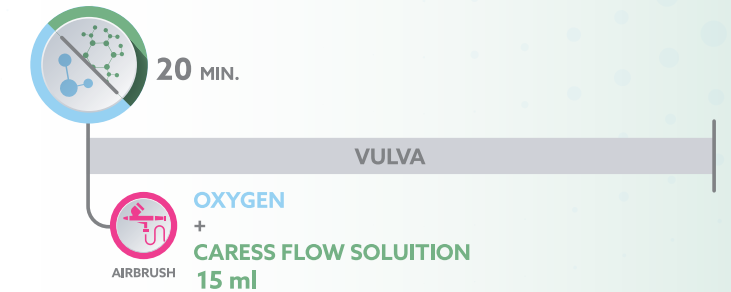 20 MIN.
VULVA
OXYGEN
+
CARESS FLOW SOLUITION
15 ml
AIRBRUSH